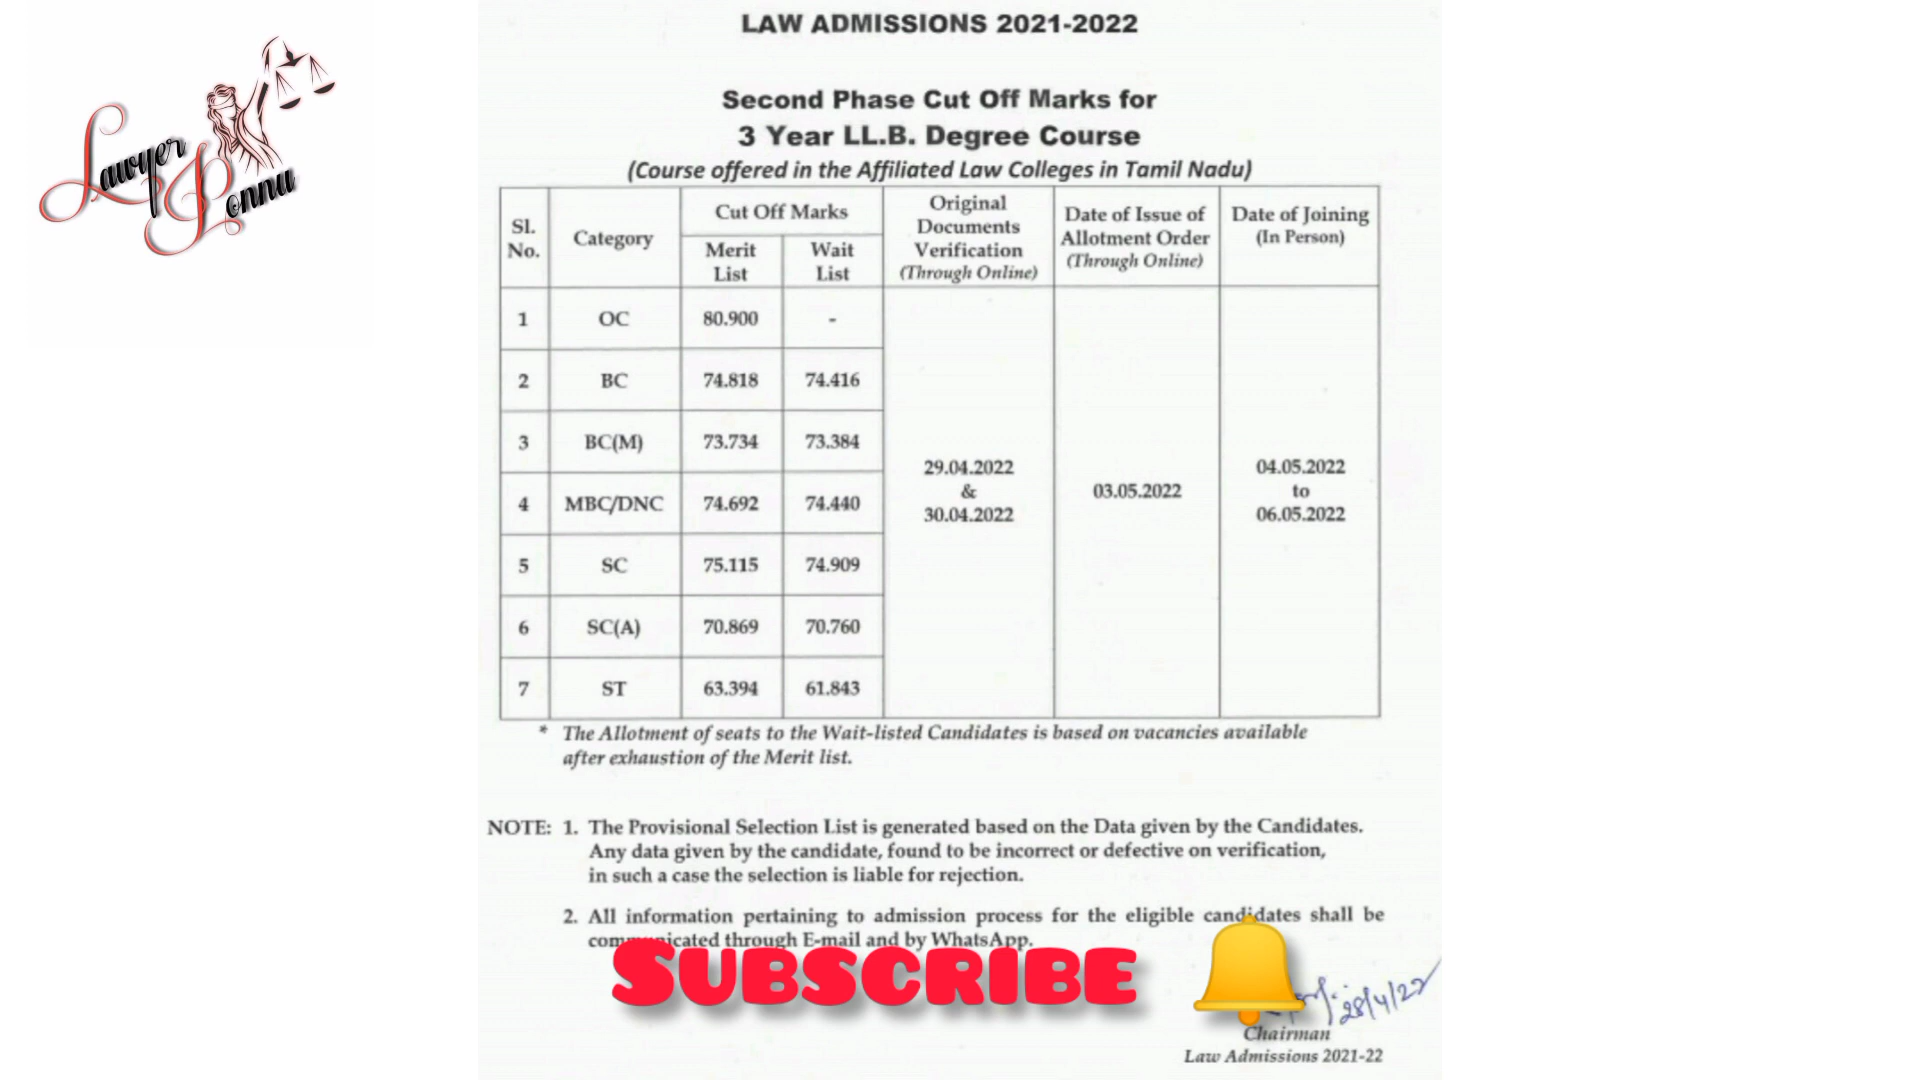 Lawyer
Ponnu
LAW ADMISSIONS 2021-2022
Second Phase Cut Off Marks for
3 Year LL.B. Degree Course
(Course offered in the Affiliated Law Colleges in Tamil Nadu)
Sl. No. Category Cut Off Marks Merit List Wait List Original Documents Verification (Through Online) Date of Issue of Allotment Order (Through Online) Date of Joining (In Person)
1 OC 80.900 -
2 BC 74.818 74.416
3 BC(M) 73.734 73.384
4 MBC/DNC 74.692 74.440
5 SC 75.115 74.909
6 SC(A) 70.869 70.760
7 ST 63.394 61.843
29.04.2022 & 30.04.2022
03.05.2022
04.05.2022 to 06.05.2022
* The Allotment of seats to the Wait-listed Candidates is based on vacancies available
after exhaustion of the Merit list.
NOTE: 1. The Provisional Selection List is generated based on the Data given by the Candidates.
Any data given by the candidate, found to be incorrect or defective on verification,
in such a case the selection is liable for rejection.
2. All information pertaining to admission process for the eligible candidates shall be
communicated through E-mail and by WhatsApp.
SUBSCRIBE
28/4/22
Chairman
Law Admissions 2021-22